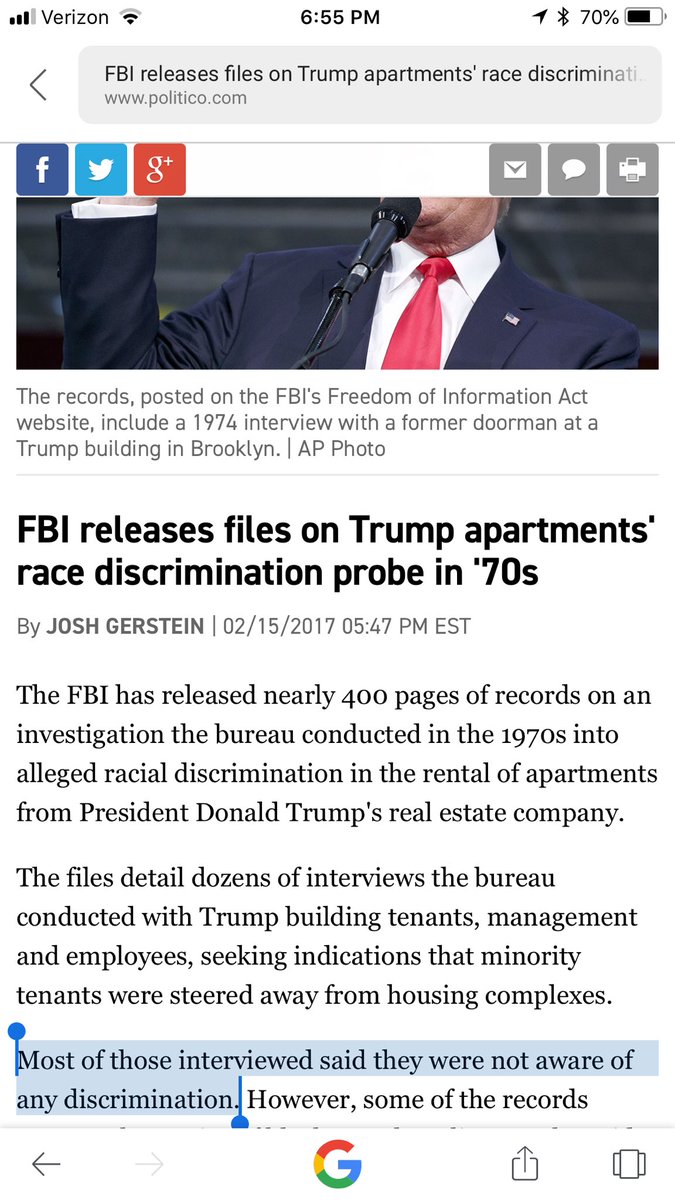 Verizon 6:55 PM 70%
FBI releases files on Trump apartments' race discriminati...
www.politico.com
f g+
The records, posted on the FBI's Freedom of Information Act
website, include a 1974 interview with a former doorman at a
Trump building in Brooklyn. | AP Photo
FBI releases files on Trump apartments'
race discrimination probe in '70s
By JOSH GERSTEIN | 02/15/2017 05:47 PM EST
The FBI has released nearly 400 pages of records on an
investigation the bureau conducted in the 1970s into
alleged racial discrimination in the rental of apartments
from President Donald Trump's real estate company.
The files detail dozens of interviews the bureau
conducted with Trump building tenants, management
and employees, seeking indications that minority
tenants were steered away from housing complexes.
Most of those interviewed said they were not aware of
any discrimination. However, some of the records
G